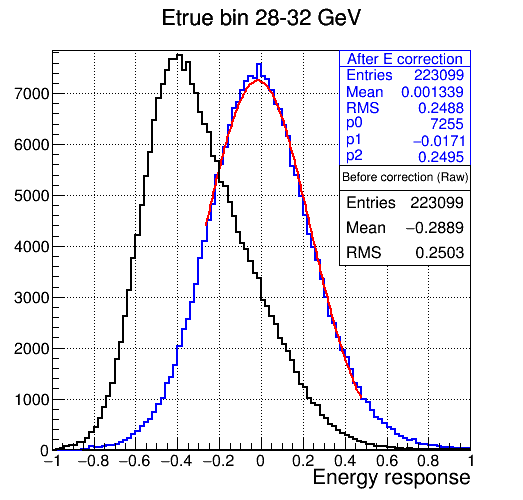 Etrue bin 28-32 GeV
After E correction
Entries 223099
Mean 0.001339
RMS 0.2488
p0 7255
p1 −0.0171
p2 0.2495
Before correction (Raw)
Entries 223099
Mean −0.2889
RMS 0.2503
7000
6000
5000
4000
3000
2000
1000
0
−1 −0.8 −0.6 −0.4 −0.2 0 0.2 0.4 0.6 0.8 1
Energy response